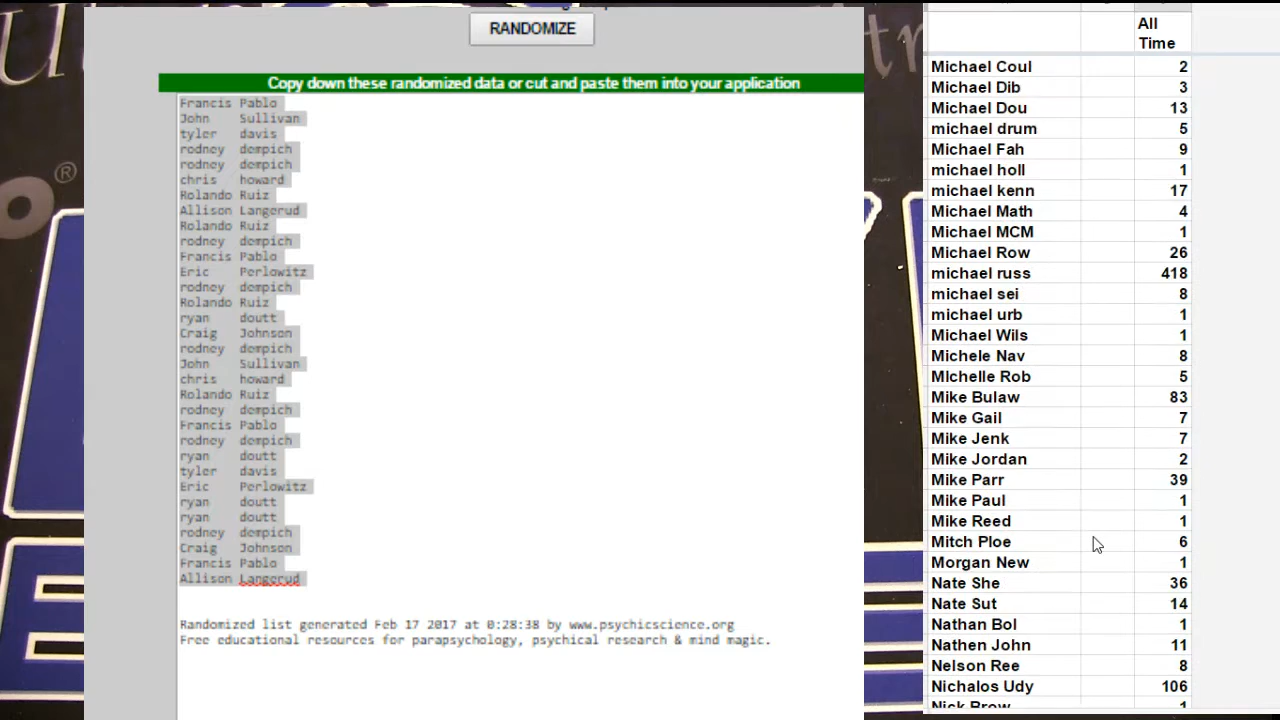 RANDOMIZE
Copy down these randomized data or cut and paste them into your application
Francis Pablo
John Sullivan
tyler davis
rodney dempich
rodney dempich
chris howard
Rolando Ruiz
Allison Langerud
Rolando Ruiz
rodney dempich
Francis Pablo
Eric Perlowitz
rodney dempich
Rolando Ruiz
ryan doutt
Craig Johnson
rodney dempich
John Sullivan
chris howard
Rolando Ruiz
rodney dempich
Francis Pablo
rodney dempich
ryan doutt
tyler davis
Eric Perlowitz
ryan doutt
ryan doutt
rodney dempich
Craig Johnson
Francis Pablo
Allison Langerud
Randomized list generated Feb 17 2017 at 0:28:38 by www.psychicscience.org
Free educational resources for parapsychology, psychical research & mind magic.
All
Time
Michael Coul 2
Michael Dib 3
Michael Dou 13
michael drum 5
Michael Fah 9
michael holl 1
michael kenn 17
Michael Math 4
Michael MCM 1
Michael Row 26
michael russ 418
michael sei 8
michael urb 1
Michael Wils 1
Michele Nav 8
MIchelle Rob 5
Mike Bulaw 83
Mike Gail 7
Mike Jenk 7
Mike Jordan 2
Mike Parr 39
Mike Paul 1
Mike Reed 1
Mitch Ploe 6
Morgan New 1
Nate She 36
Nate Sut 14
Nathan Bol 1
Nathen John 11
Nelson Ree 8
Nichalos Udy 106
Nick Brow 1
®